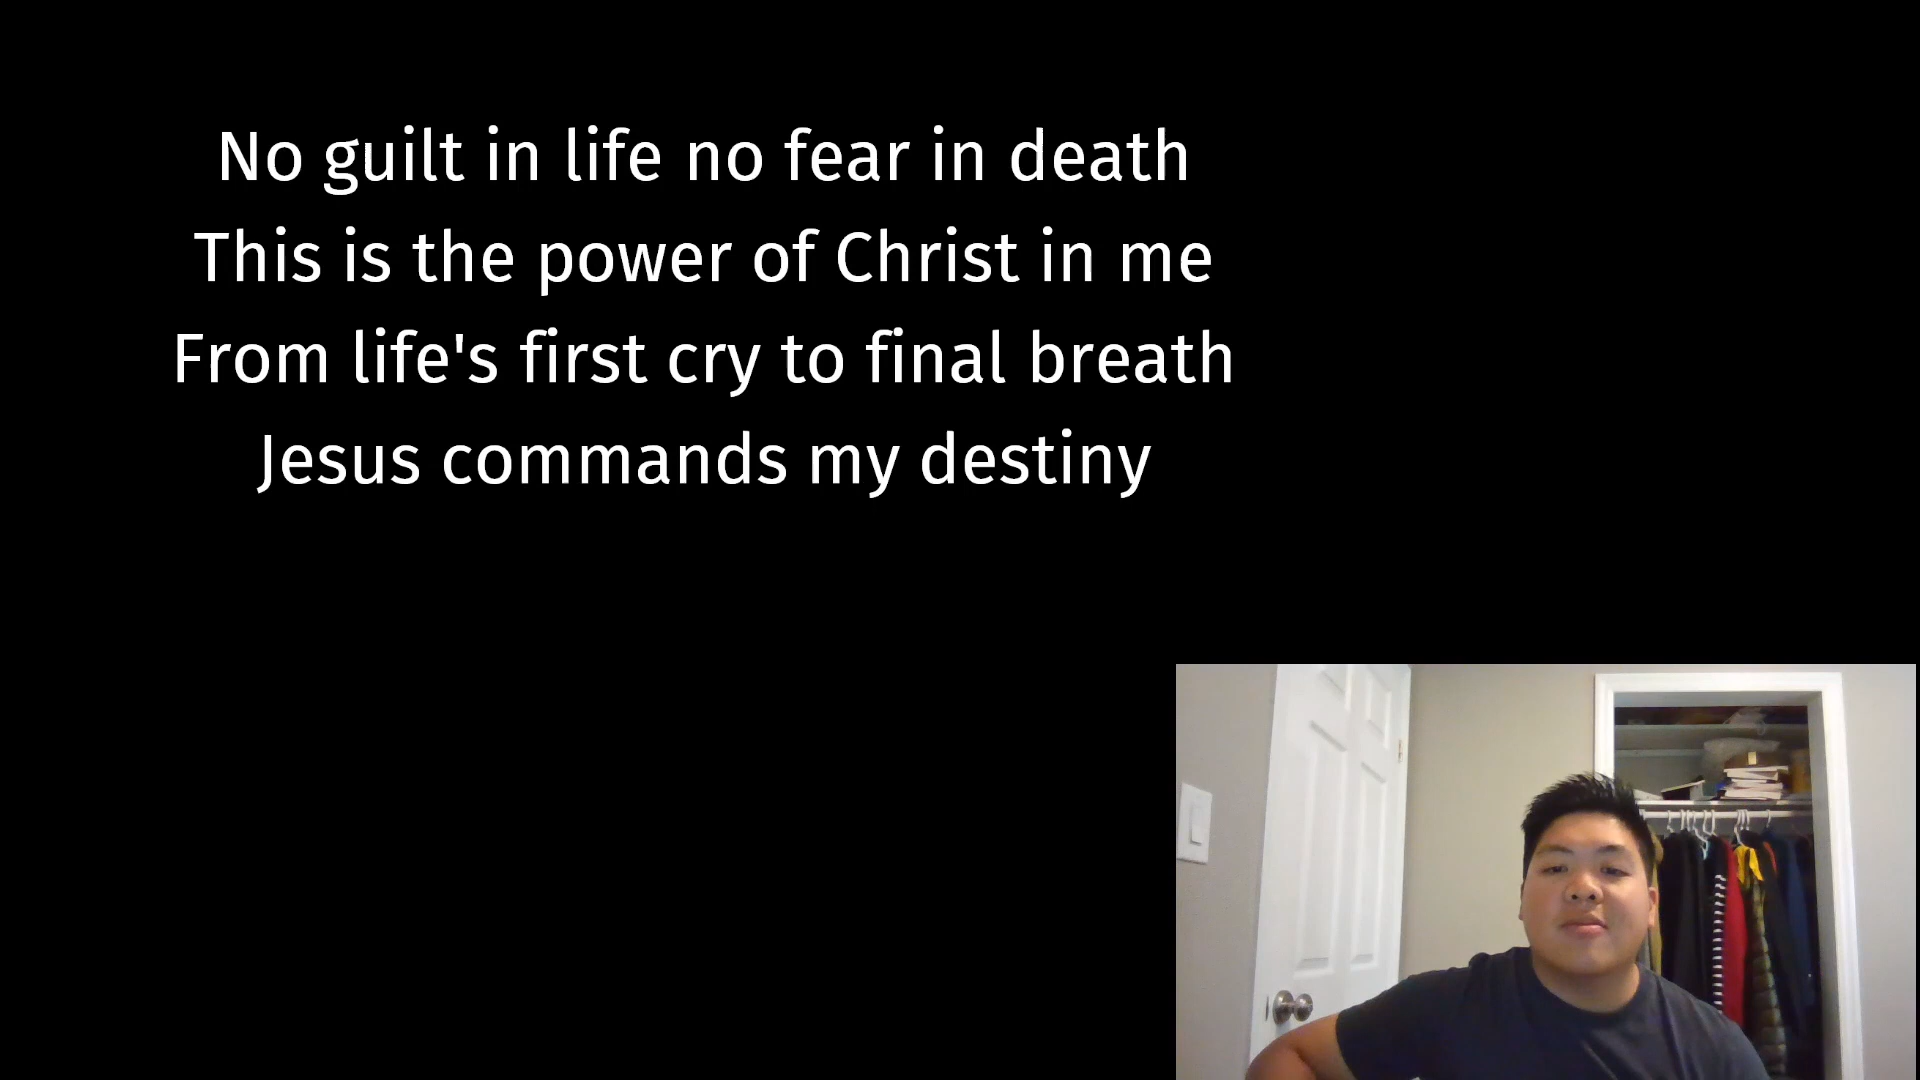 No guilt in life no fear in death
This is the power of Christ in me
From life's first cry to final breath
Jesus commands my destiny